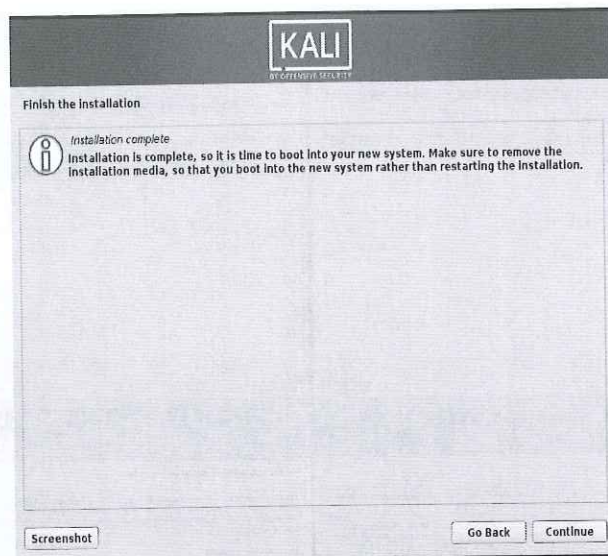 KALI
BY OFFENSIVE SECURITY
Finish the installation
Installation complete
Installation is complete, so it is time to boot into your new system. Make sure to remove the
installation media, so that you boot into the new system rather than restarting the installation.
Screenshot
Go Back
Continue